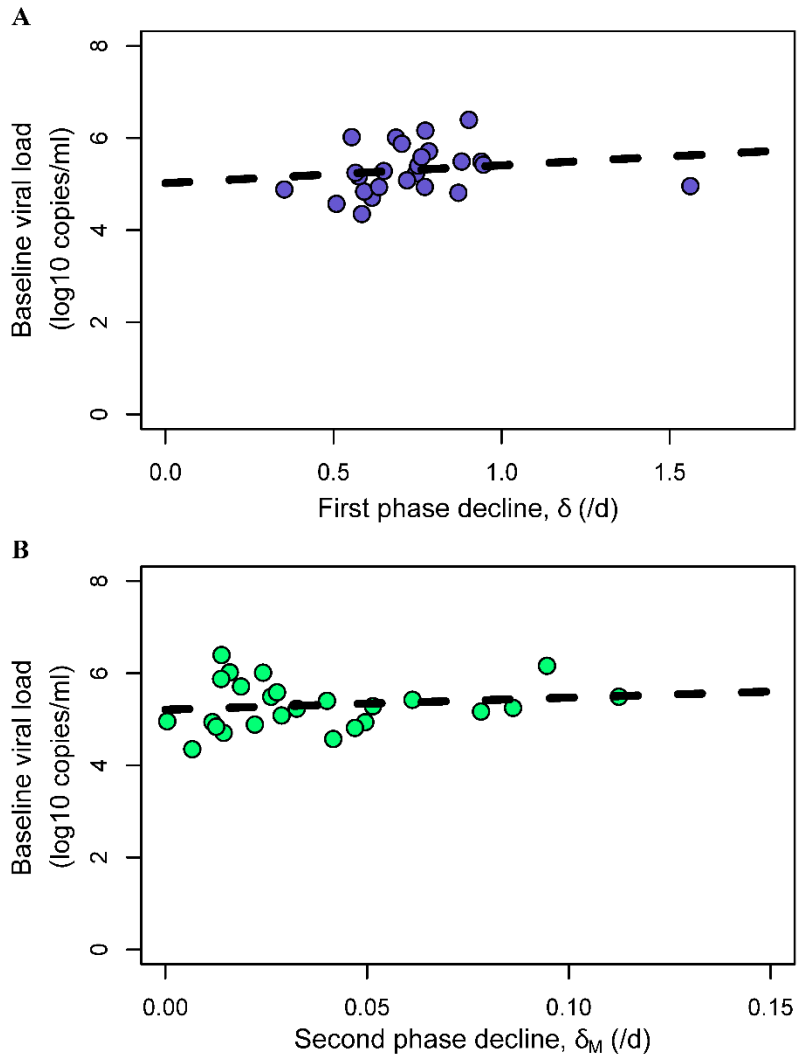 A
Baseline viral load
(log10 copies/ml)
8
6
4
2
0
0.0 0.5 1.0 1.5
First phase decline, δ (/d)
B
Baseline viral load
(log10 copies/ml)
8
6
4
2
0
0.00 0.05 0.10 0.15
Second phase decline, δM (/d)